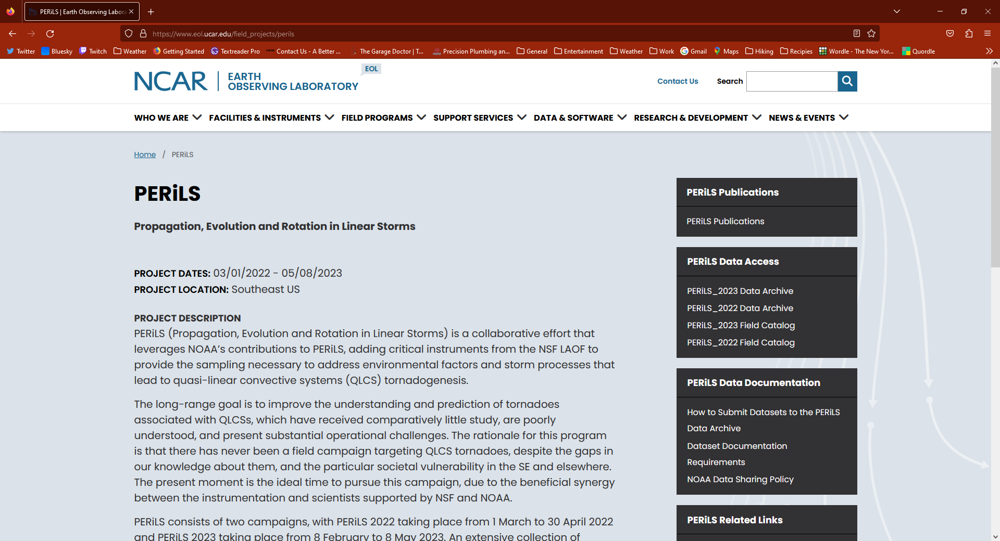 PERiLS | Earth Observing Labora
https://www.eol.ucar.edu/field_projects/perils
Twitter
Bluesky
Twitch
Weather
Getting Started
Textreader Pro
Contact Us - A Better ...
The Garage Doctor | T...
Precision Plumbing an...
General
Entertainment
Weather
Work
Gmail
Maps
Hiking
Recipies
Wordle - The New Yor...
Quordle
NCAR
EARTH
OBSERVING LABORATORY
EOL
Contact Us
Search
WHO WE ARE
FACILITIES & INSTRUMENTS
FIELD PROGRAMS
SUPPORT SERVICES
DATA & SOFTWARE
RESEARCH & DEVELOPMENT
NEWS & EVENTS
Home / PERiLS
PERiLS
Propagation, Evolution and Rotation in Linear Storms
PROJECT DATES: 03/01/2022 - 05/08/2023
PROJECT LOCATION: Southeast US
PROJECT DESCRIPTION
PERiLS (Propagation, Evolution and Rotation in Linear Storms) is a collaborative effort that
leverages NOAA's contributions to PERiLS, adding critical instruments from the NSF LAOF to
provide the sampling necessary to address environmental factors and storm processes that
lead to quasi-linear convective systems (QLCS) tornadogenesis.
The long-range goal is to improve the understanding and prediction of tornadoes
associated with QLCSs, which have received comparatively little study, are poorly
understood, and present substantial operational challenges. The rationale for this program
is that there has never been a field campaign targeting QLCS tornadoes, despite the gaps in
our knowledge about them, and the particular societal vulnerability in the SE and elsewhere.
The present moment is the ideal time to pursue this campaign, due to the beneficial synergy
between the instrumentation and scientists supported by NSF and NOAA.
PERiLS consists of two campaigns, with PERiLS 2022 taking place from 1 March to 30 April 2022
and PERiLS 2023 taking place from 8 February to 8 May 2023. An extensive collection of
PERiLS Publications
PERiLS Publications
PERiLS Data Access
PERiLS_2023 Data Archive
PERiLS_2022 Data Archive
PERiLS_2023 Field Catalog
PERiLS_2022 Field Catalog
PERiLS Data Documentation
How to Submit Datasets to the PERiLS
Data Archive
Dataset Documentation
Requirements
NOAA Data Sharing Policy
PERiLS Related Links